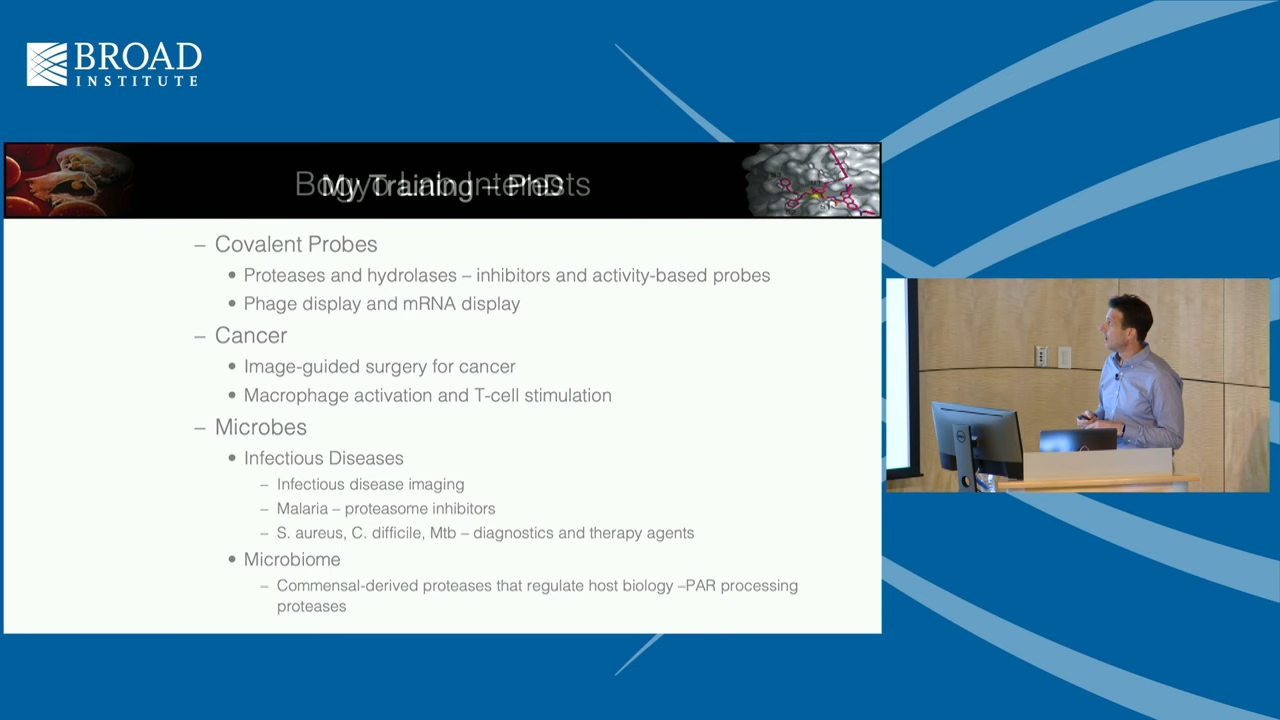 BROAD
INSTITUTE
Bogyo Lab Interests
My Training – PhD
– Covalent Probes
• Proteases and hydrolases – inhibitors and activity-based probes
• Phage display and mRNA display
– Cancer
• Image-guided surgery for cancer
• Macrophage activation and T-cell stimulation
– Microbes
• Infectious Diseases
– Infectious disease imaging
– Malaria – proteasome inhibitors
– S. aureus, C. difficile, Mtb – diagnostics and therapy agents
• Microbiome
– Commensal-derived proteases that regulate host biology –PAR processing
proteases